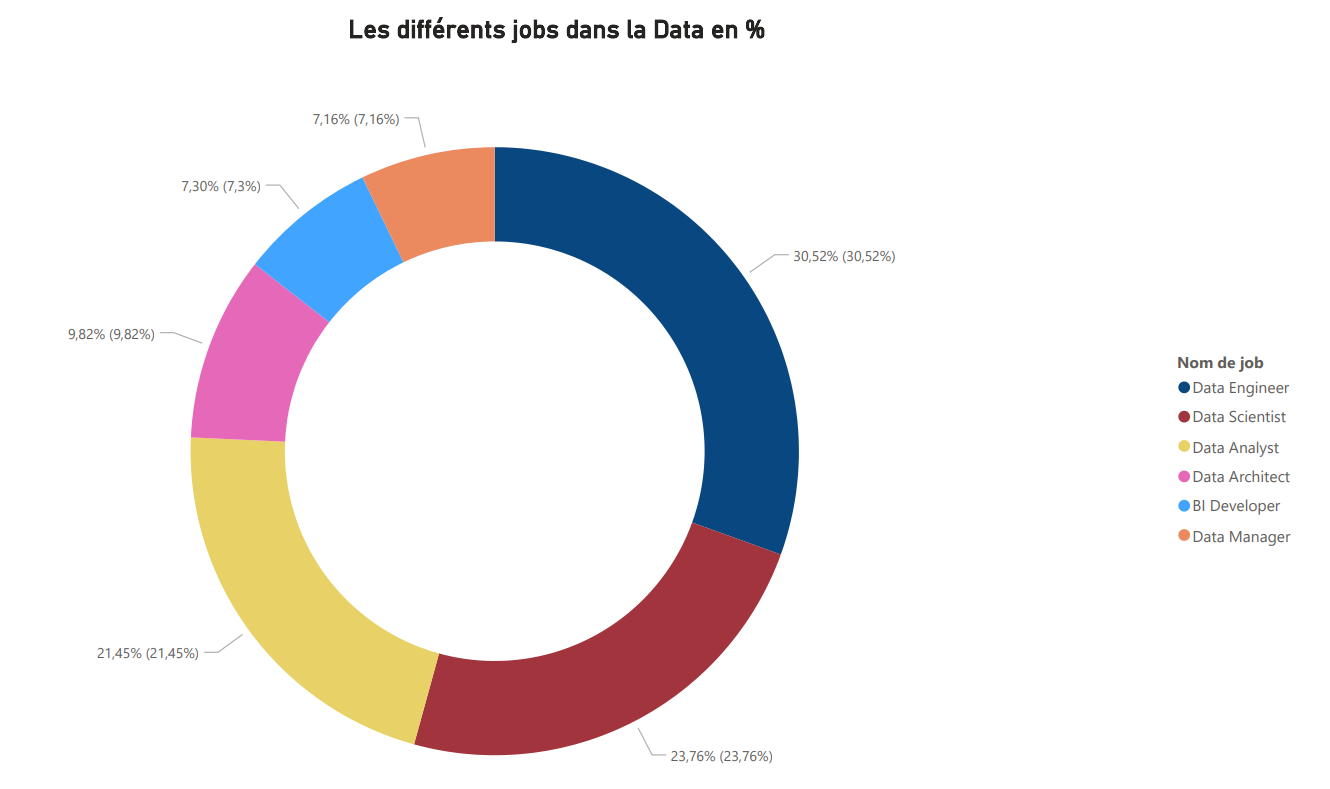 Les différents jobs dans la Data en %
7,16% (7,16%)
7,30% (7,3%)
30,52% (30,52%)
9,82% (9,82%)
21,45% (21,45%)
23,76% (23,76%)
Nom de job
Data Engineer
Data Scientist
Data Analyst
Data Architect
BI Developer
Data Manager